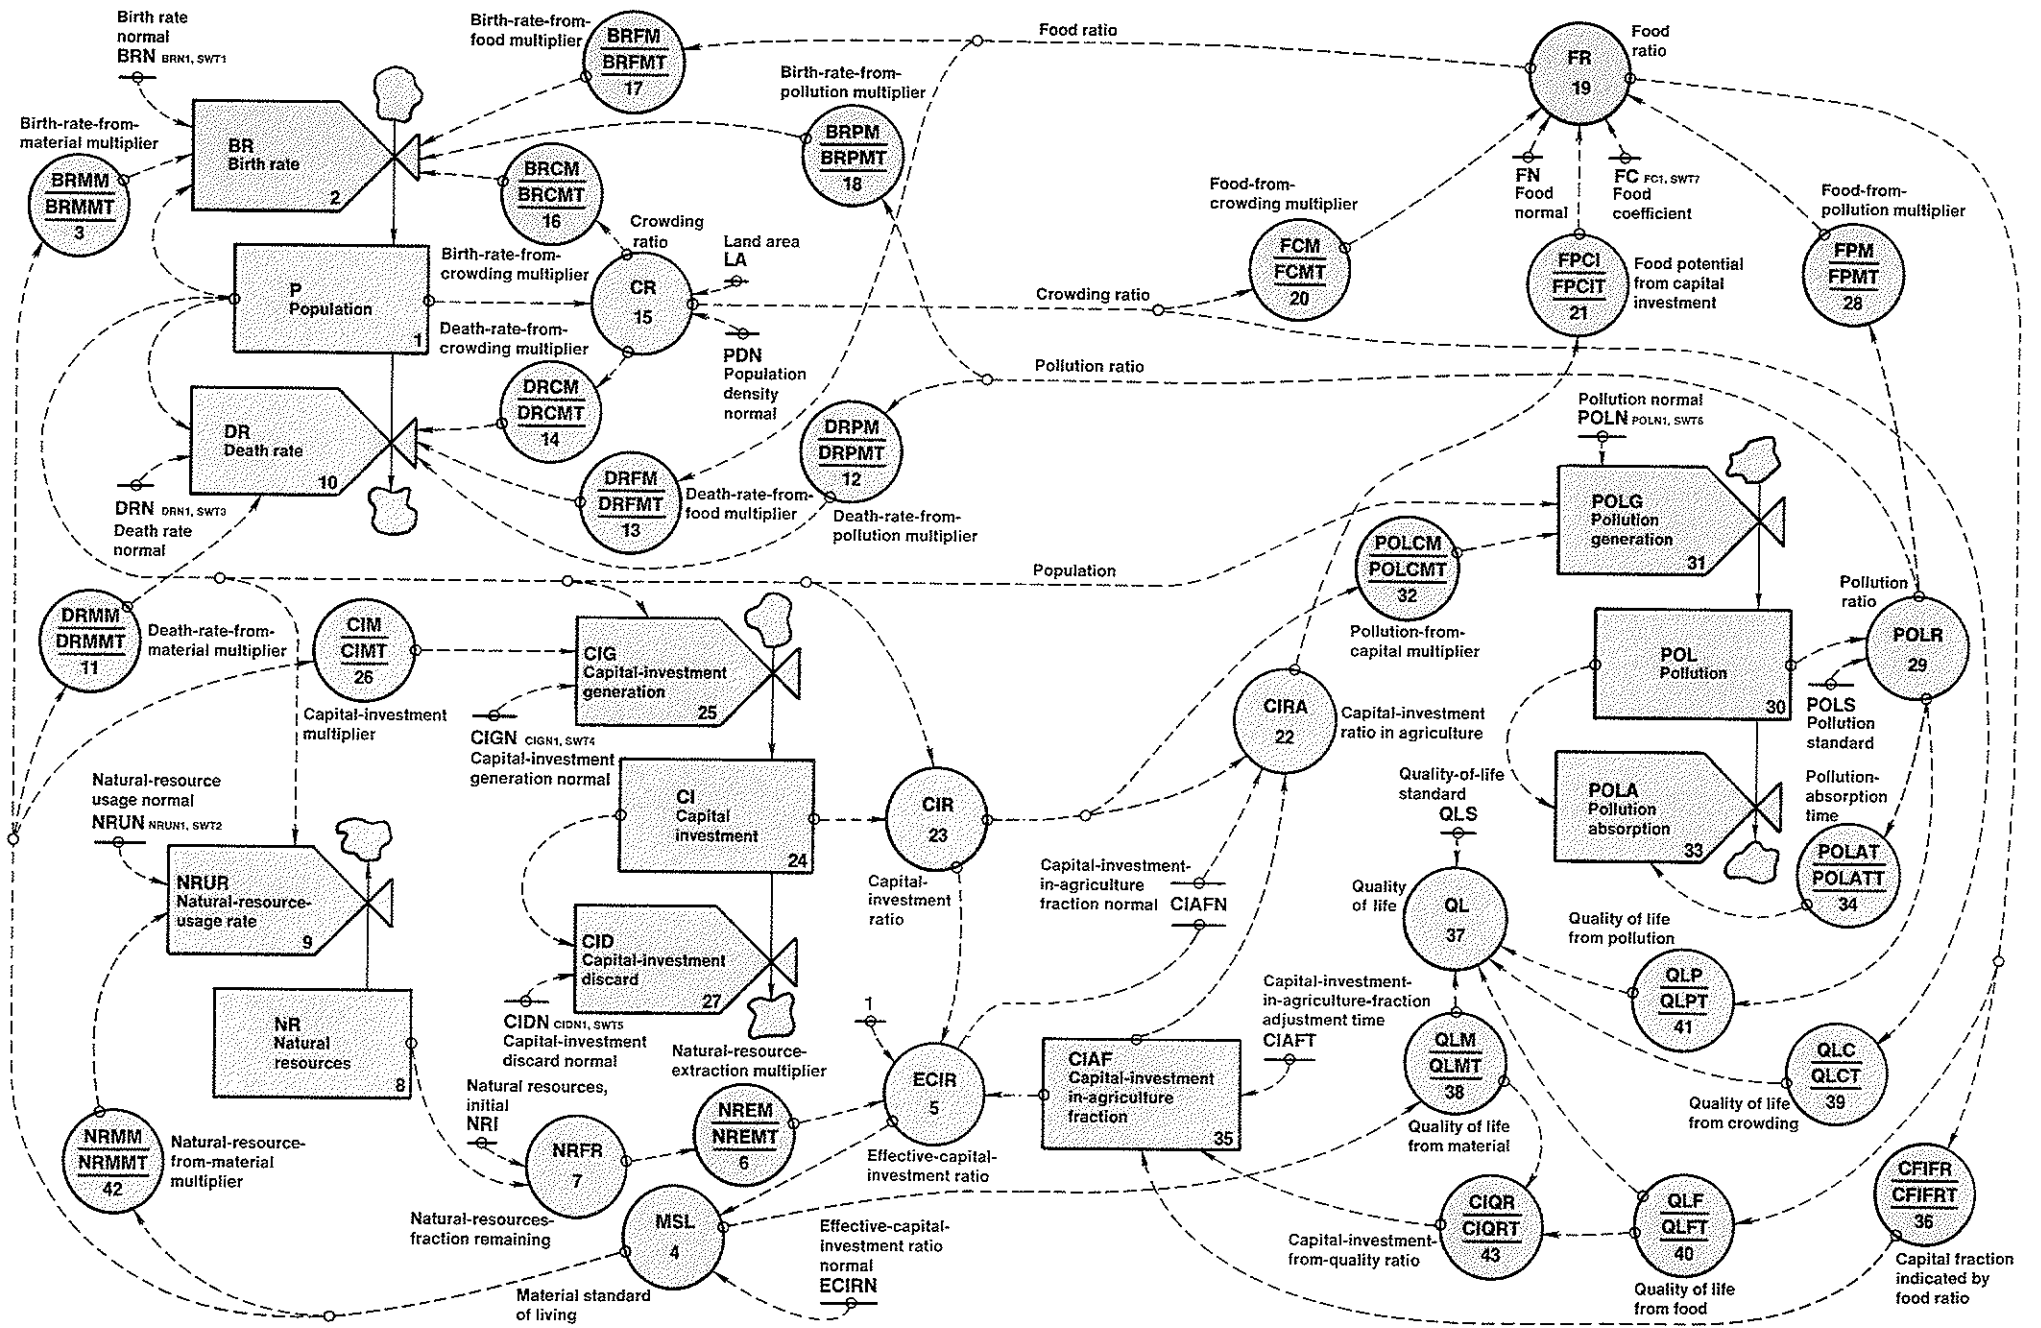 Birth rate
normal
BRN BRN1, SWT1
Birth-rate-from-
food multiplier
BRFM
BRFMT
17
Food ratio
FR
19
Food
ratio
Birth-rate-from-
pollution multiplier
BRPM
BRPMT
18
Birth-rate-from-
material multiplier
BRMM
BRMMT
3
BR
Birth rate
2
BRCM
BRCMT
16
Birth-rate-from-
crowding multiplier
Crowding
ratio
CR
15
Land area
LA
PDN
Population
density
normal
Crowding ratio
Food-from-
crowding multiplier
FCM
FCMT
20
FN
Food
normal
FC FC1, SWT7
Food
coefficient
FPCI
FPCIT
21
Food potential
from capital
investment
Food-from-
pollution multiplier
FPM
FPMT
28
P
Population
1
Death-rate-from-
crowding multiplier
DRCM
DRCMT
14
Pollution ratio
DR
Death rate
10
DRN DRN1, SWT3
Death rate
normal
DRFM
DRFMT
13
Death-rate-from-
food multiplier
DRPM
DRPMT
12
Death-rate-from-
pollution multiplier
Pollution normal
POLN POLN1, SWT6
POLG
Pollution
generation
31
POLCM
POLCMT
32
Pollution-from-
capital multiplier
Population
DRMM
DRMMT
11
Death-rate-from-
material multiplier
CIM
CIMT
26
Capital-investment
multiplier
CIG
Capital-investment
generation
25
CIGN CIGN1, SWT4
Capital-investment
generation normal
CIRA
22
Capital-investment
ratio in agriculture
POL
Pollution
30
Pollution
ratio
POLR
29
POLS
Pollution
standard
Natural-resource
usage normal
NRUN NRUN1, SWT2
CI
Capital
investment
24
CIR
23
Capital-
investment
ratio
Quality-of-life
standard
QLS
POLA
Pollution
absorption
33
Pollution-
absorption
time
POLAT
POLATT
34
NRUR
Natural-resource-
usage rate
9
Capital-investment-
in-agriculture
fraction normal
CIAFN
Quality
of life
QL
37
Quality of life
from pollution
QLP
QLPT
41
CID
Capital-investment
discard
27
CIDN CIDN1, SWT5
Capital-investment
discard normal
NR
Natural
resources
8
1
Capital-investment-
in-agriculture-fraction
adjustment time
CIAFT
QLM
QLMT
38
Quality of life
from material
QLC
QLCT
39
Quality of life
from crowding
Natural-resource-
extraction multiplier
NREM
NREMT
6
ECIR
5
Effective-capital-
investment ratio
CIAF
Capital-investment
in-agriculture
fraction
35
Natural resources,
initial
NRI
NRFR
7
Natural-resources-
fraction remaining
NRMM
NRMMT
42
Natural-resource-
from-material
multiplier
MSL
4
Material standard
of living
Effective-capital-
investment ratio
normal
ECIRN
CIQR
CIQRT
43
Capital-investment-
from-quality ratio
QLF
QLFT
40
Quality of life
from food
CFIFR
CFIFRT
36
Capital fraction
indicated by
food ratio